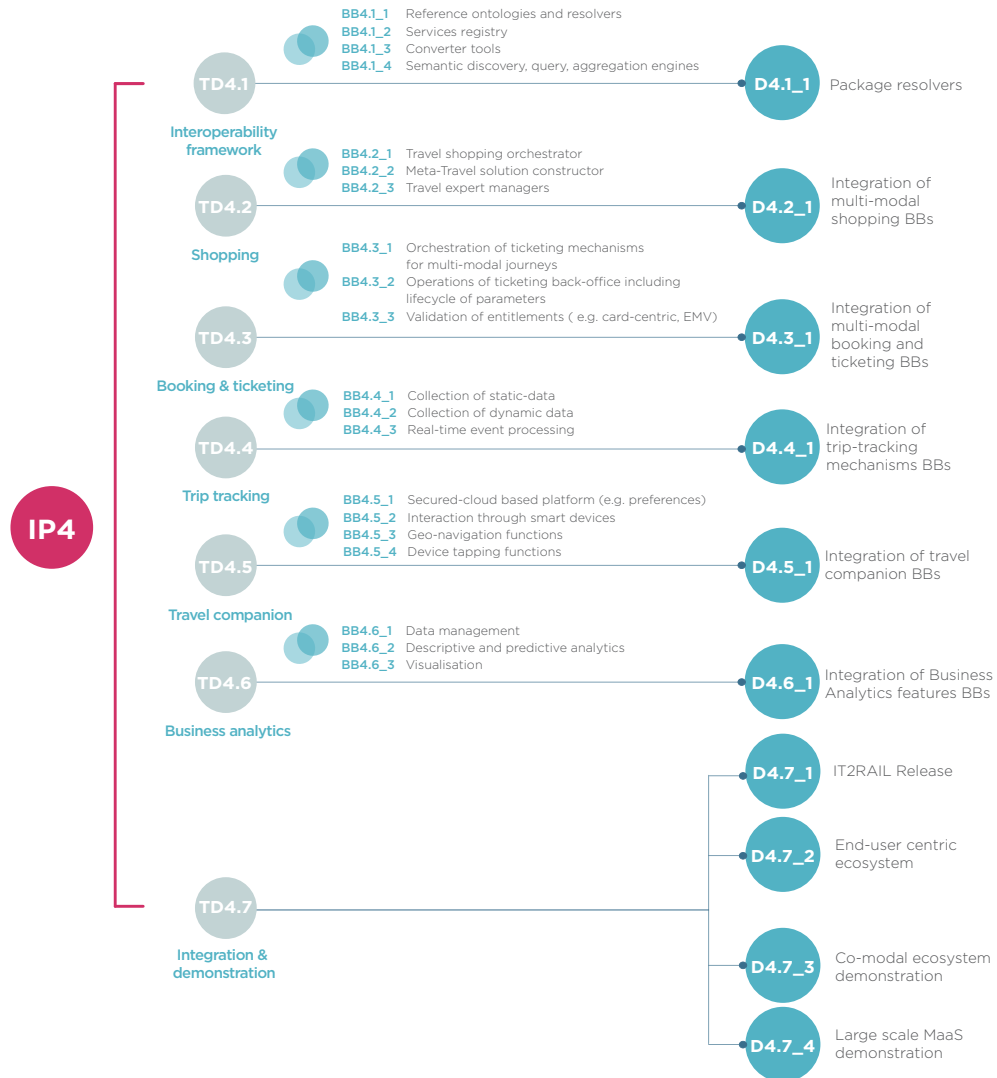 BB4.1_1 Reference ontologies and resolvers
BB4.1_2 Services registry
BB4.1_3 Converter tools
BB4.1_4 Semantic discovery, query, aggregation engines
TD4.1
D4.1_1
Package resolvers
Interoperability
framework
BB4.2_1 Travel shopping orchestrator
BB4.2_2 Meta-Travel solution constructor
BB4.2_3 Travel expert managers
TD4.2
D4.2_1
Integration of
multi-modal
shopping BBs
Shopping
BB4.3_1 Orchestration of ticketing mechanisms
for multi-modal journeys
BB4.3_2 Operations of ticketing back-office including
lifecycle of parameters
BB4.3_3 Validation of entitlements ( e.g. card-centric, EMV)
TD4.3
D4.3_1
Integration of
multi-modal
booking and
ticketing BBs
Booking & ticketing
BB4.4_1 Collection of static-data
BB4.4_2 Collection of dynamic data
BB4.4_3 Real-time event processing
TD4.4
D4.4_1
Integration of
trip-tracking
mechanisms BBs
Trip tracking
IP4
BB4.5_1 Secured-cloud based platform (e.g. preferences)
BB4.5_2 Interaction through smart devices
BB4.5_3 Geo-navigation functions
BB4.5_4 Device tapping functions
TD4.5
D4.5_1
Integration of travel
companion BBs
Travel companion
BB4.6_1 Data management
BB4.6_2 Descriptive and predictive analytics
BB4.6_3 Visualisation
TD4.6
D4.6_1
Integration of Business
Analytics features BBs
Business analytics
D4.7_1
IT2RAIL Release
D4.7_2
End-user centric
ecosystem
TD4.7
Integration &
demonstration
D4.7_3
Co-modal ecosystem
demonstration
D4.7_4
Large scale MaaS
demonstration